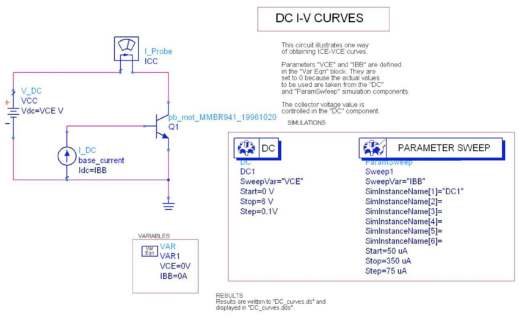 DC I-V CURVES
This circuit illustrates one way
of obtaining ICE-VCE curves.
Parameters "VCE" and "IBB" are defined
in the "Var Eqn" block. They are
set to 0 because the actual values
to be used are taken from the "DC"
and "ParamSweep" simulation components.
The collector voltage value is
controlled in the "DC" component.
SIMULATIONS
I_Probe
ICC
V_DC
VCC
Vdc=VCE V
pb_mot_MMBR941_19961020
Q1
I_DC
base_current
Idc=IBB
DC
DC
DC1
SweepVar="VCE"
Start=0 V
Stop=6 V
Step=0.1V
PARAMETER SWEEP
ParamSweep
Sweep1
SweepVar="IBB"
SimInstanceName[1]="DC1"
SimInstanceName[2]=
SimInstanceName[3]=
SimInstanceName[4]=
SimInstanceName[5]=
SimInstanceName[6]=
Start=50 uA
Stop=350 uA
Step=75 uA
VARIABLES
Var
Eqn
VAR
VAR1
VCE=0V
IBB=0A
RESULTS
Results are written to "DC_curves.ds" and
displayed in "DC_curves.dds"